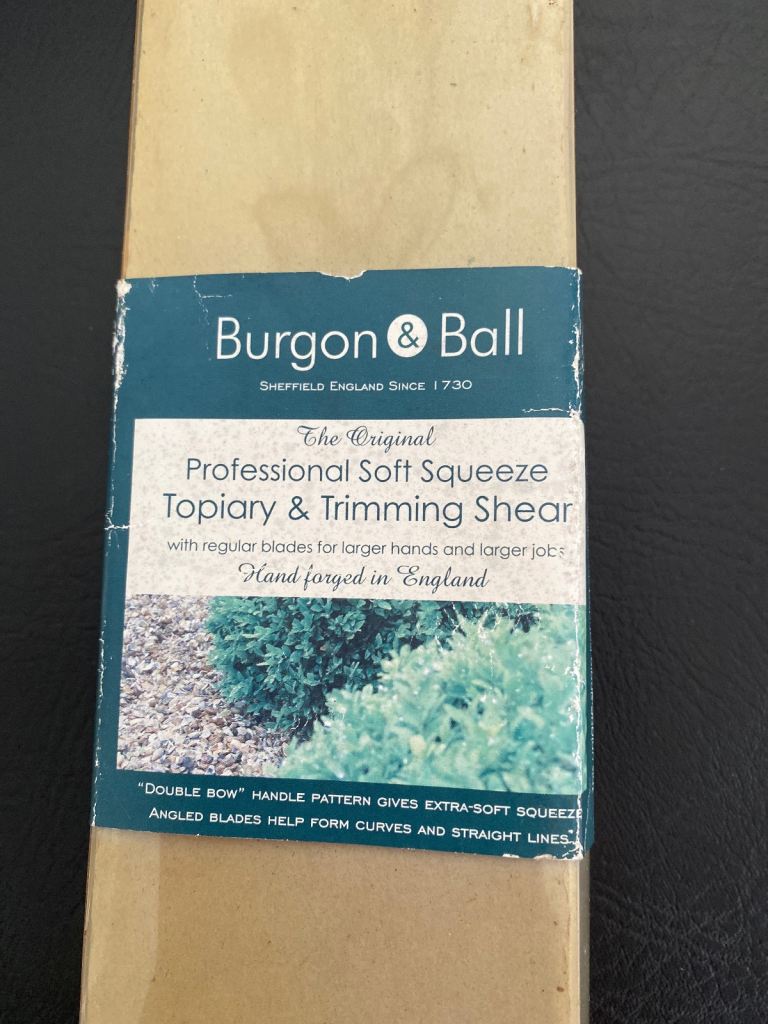 Burgon & Ball
SHEFFIELD ENGLAND SINCE 1730
The Original
Professional Soft Squeeze
Topiary & Trimming Shear
with regular blades for larger hands and larger jobs
Hand forged in England
"DOUBLE BOW" HANDLE PATTERN GIVES EXTRA-SOFT SQUEEZE
ANGLED BLADES HELP FORM CURVES AND STRAIGHT LINES